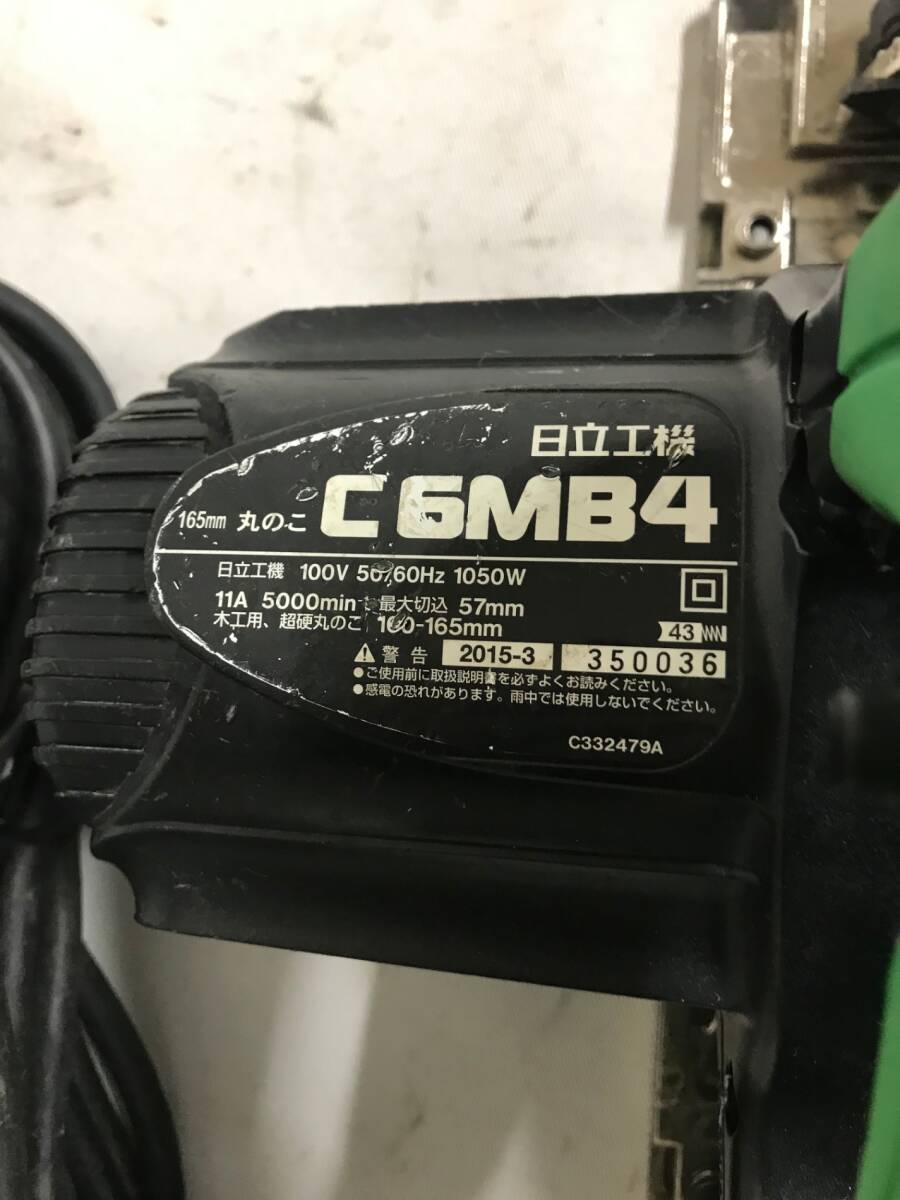 日立工機
165mm 丸のこ C6MB4
日立工機 100V 50/60Hz 1050W
11A 5000min 最大切込 57mm
木工用、超硬丸のこ 160-165mm
43
警告 2015-3 350036
●ご使用前に取扱説明書を必ずよくお読みください。
●感電の恐れがあります。雨中では使用しないでください。
C332479A